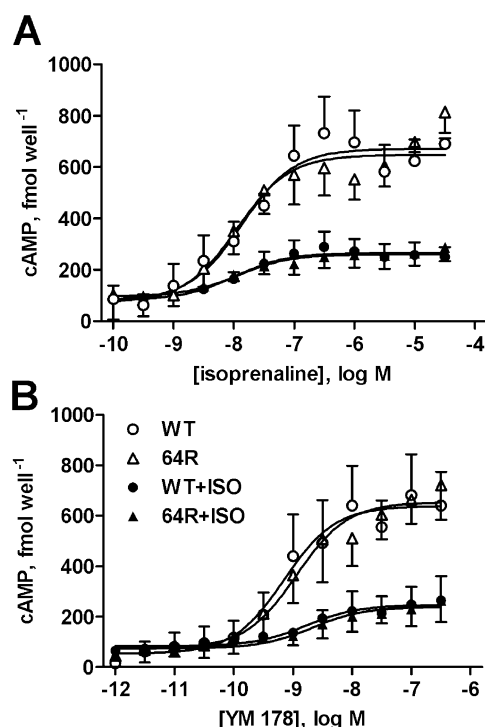 A
1000
800
600
400
200
0
cAMP, fmol well -1
-10 -9 -8 -7 -6 -5 -4
[isoprenaline], log M
B
1000
800
600
400
200
0
cAMP, fmol well -1
WT
64R
WT+ISO
64R+ISO
-12 -11 -10 -9 -8 -7 -6
[YM 178], log M